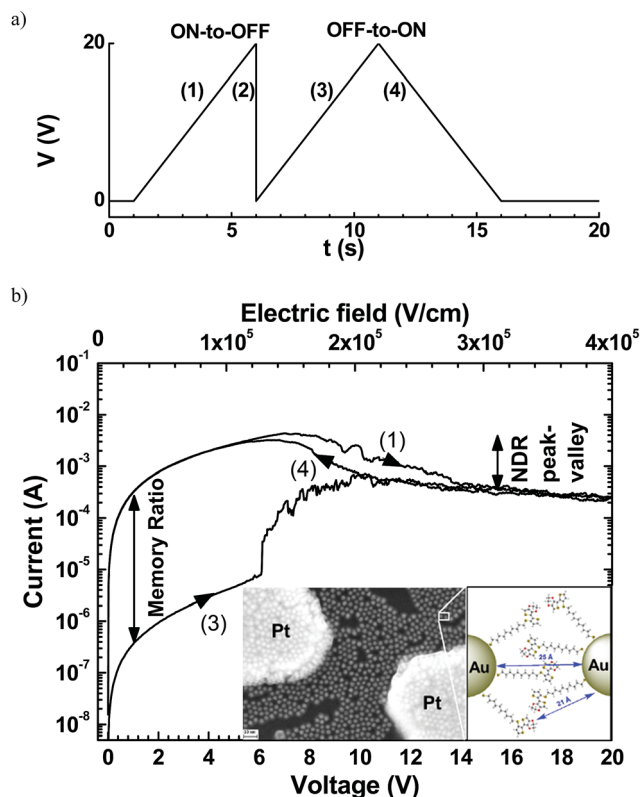 a)
ON-to-OFF OFF-to-ON
20
(1) (2) (3) (4)
V (V)
0
0 5 10 15 20
t (s)
b)
Electric field (V/cm)
0 1x10⁵ 2x10⁵ 3x10⁵ 4x10⁵
10⁻¹
10⁻²
10⁻³
10⁻⁴
10⁻⁵
10⁻⁶
10⁻⁷
10⁻⁸
Current (A)
(1)
(4)
(3)
Memory Ratio
NDR
peak-
valley
Pt
Pt
Au
Au
25 Å
21 Å
0 2 4 6 8 10 12 14 16 18 20
Voltage (V)